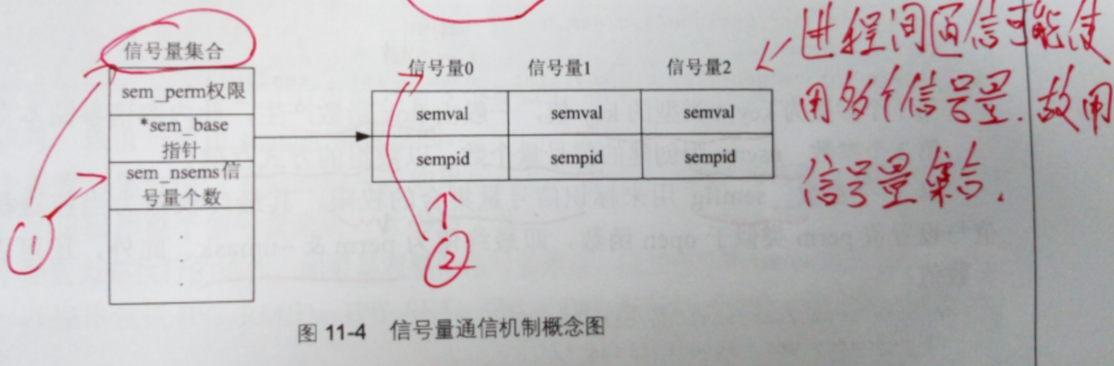 信号量集合
sem_perm权限
*sem_base
指针
sem_nsems信
号量个数
信号量0 信号量1 信号量2
semval semval semval
sempid sempid sempid
进程间通信可能使
用多个信号量.故用
信号量集合.
①
②
图 11-4 信号量通信机制概念图